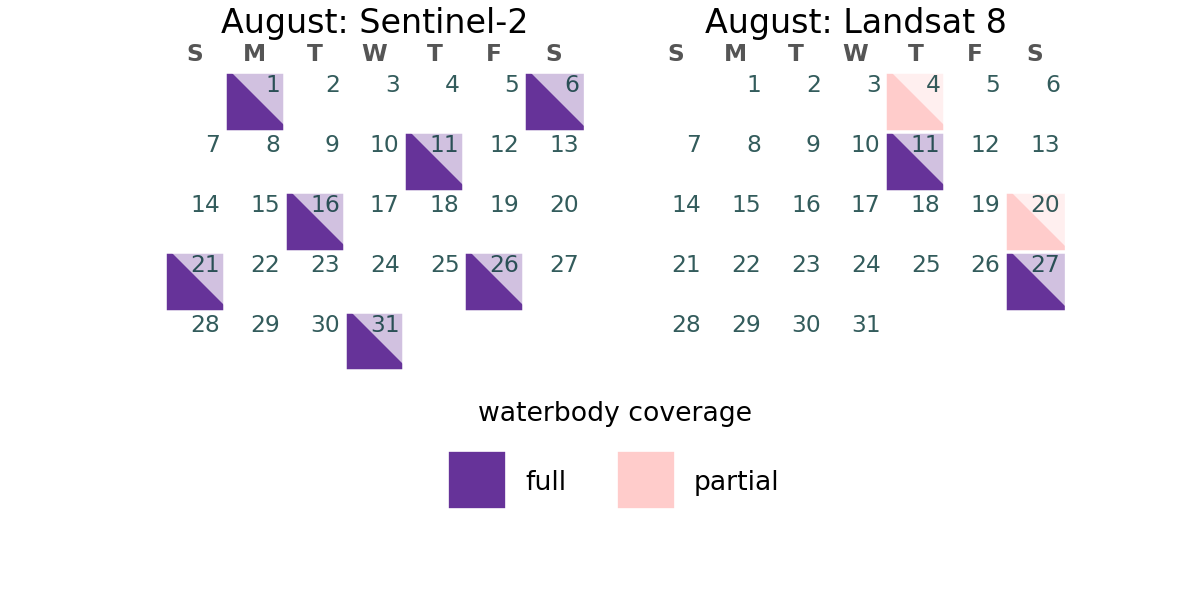 August: Sentinel-2
S M T W T F S
1 2 3 4 5 6
7 8 9 10 11 12 13
14 15 16 17 18 19 20
21 22 23 24 25 26 27
28 29 30 31
August: Landsat 8
S M T W T F S
1 2 3 4 5 6
7 8 9 10 11 12 13
14 15 16 17 18 19 20
21 22 23 24 25 26 27
28 29 30 31
waterbody coverage
full partial